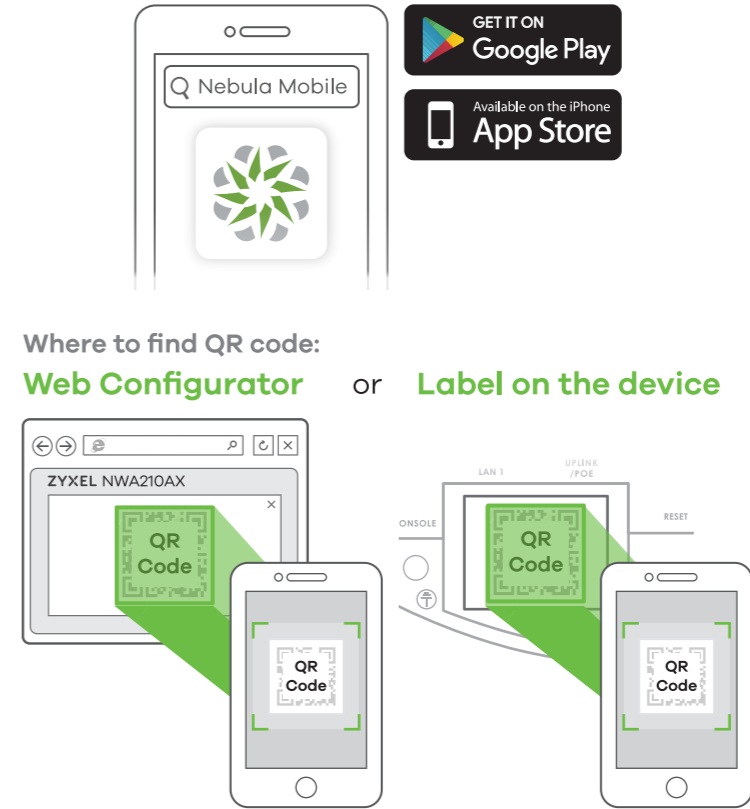 GET IT ON
Google Play
Nebula Mobile
Available on the iPhone
App Store
Where to find QR code:
Web Configurator or Label on the device
ZYXEL NWA210AX
QR
Code
QR
Code
LAN 1
UPLINK
/POE
ONSOLE
RESET
QR
Code
QR
Code